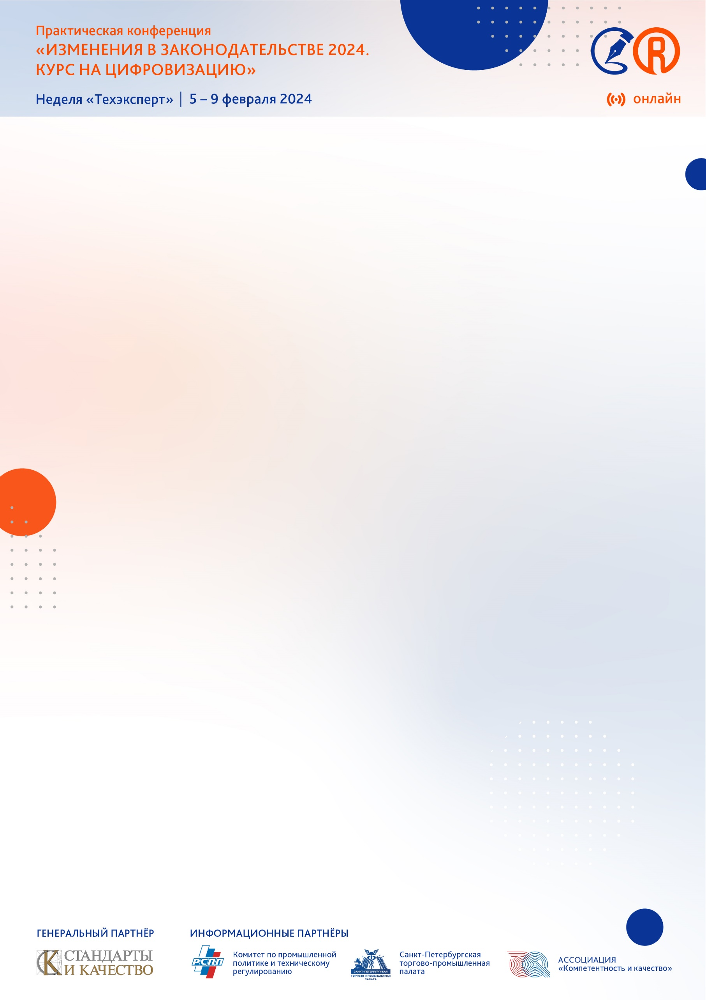 Практическая конференция
«ИЗМЕНЕНИЯ В ЗАКОНОДАТЕЛЬСТВЕ 2024.
КУРС НА ЦИФРОВИЗАЦИЮ»
Неделя «Техэксперт» | 5 – 9 февраля 2024
R
онлайн
ГЕНЕРАЛЬНЫЙ ПАРТНЁР
СК СТАНДАРТЫ
И КАЧЕСТВО
ИНФОРМАЦИОННЫЕ ПАРТНЁРЫ
РСПП
Комитет по промышленной
политике и техническому
регулированию
САНКТ-ПЕТЕРБУРГСКАЯ
ТОРГОВО-ПРОМЫШЛЕННАЯ
ПАЛАТА
Санкт-Петербургская
торгово-промышленная
палата
АССОЦИАЦИЯ
«Компетентность и качество»